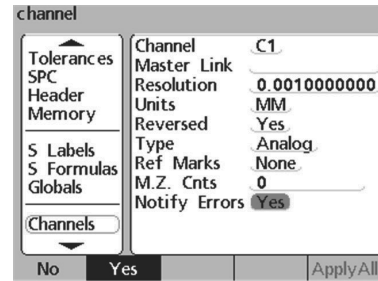 channel
Tolerances
SPC
Header
Memory
S Labels
S Formulas
Globals
Channels
Channel C1
Master Link
Resolution 0.0010000000
Units MM
Reversed Yes
Type Analog
Ref Marks None
M.Z. Cnts 0
Notify Errors Yes
No Yes ApplyAll